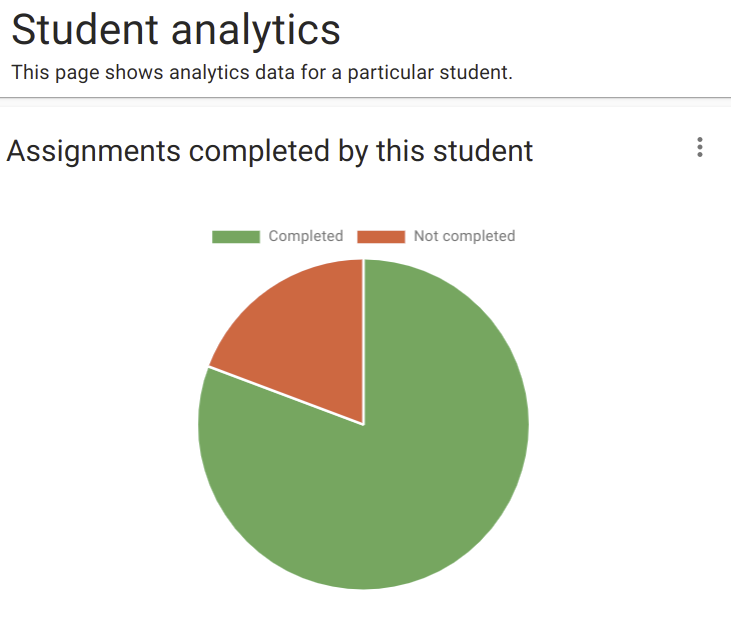 Student analytics
This page shows analytics data for a particular student.
Assignments completed by this student
Completed Not completed